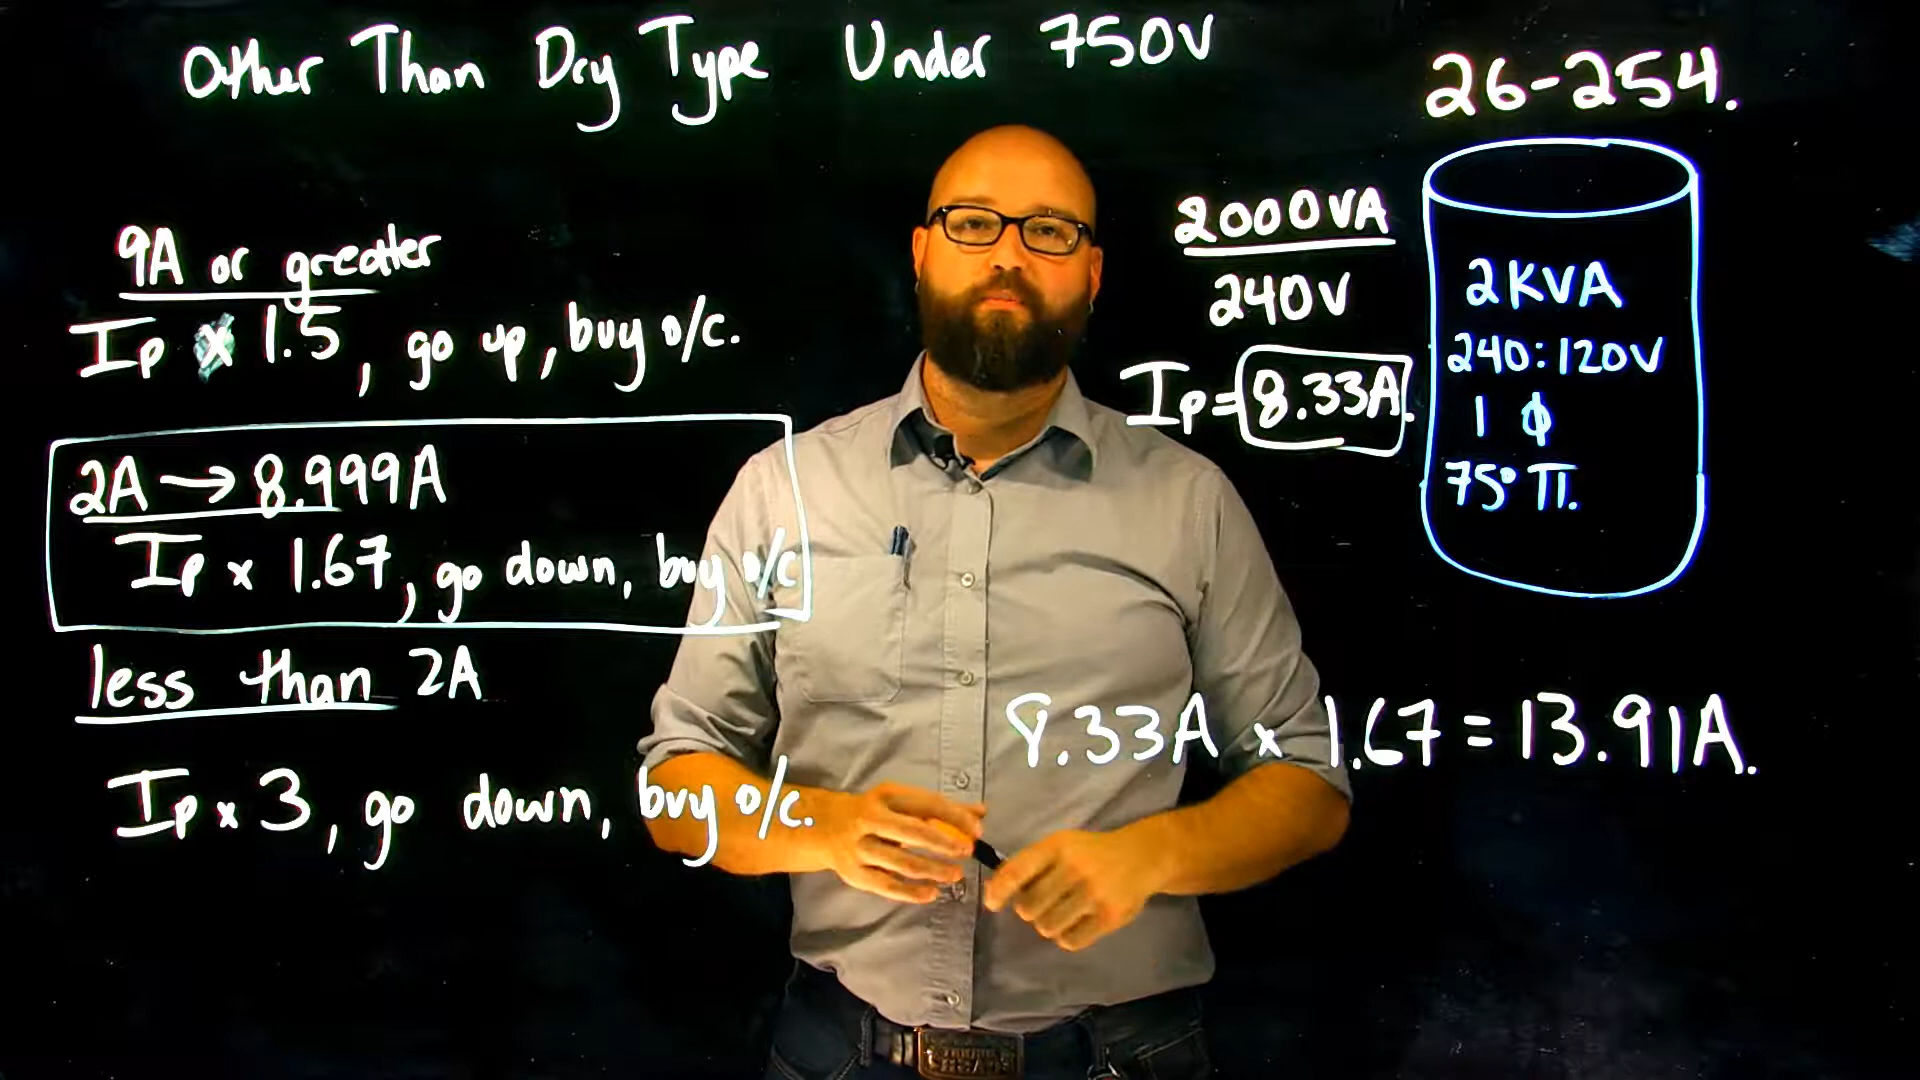 Other Than Dry Type Under 750V
26-254.
9A or greater
Ip x 1.5, go up, buy o/c.
2A → 8.999A
Ip x 1.67, go down, buy o/c
less than 2A
Ip x 3, go down, buy o/c.
2000VA
240V
Ip = 8.33A.
2KVA
240:120V
1 ϕ
75° TT.
8.33A x 1.67 = 13.91A.